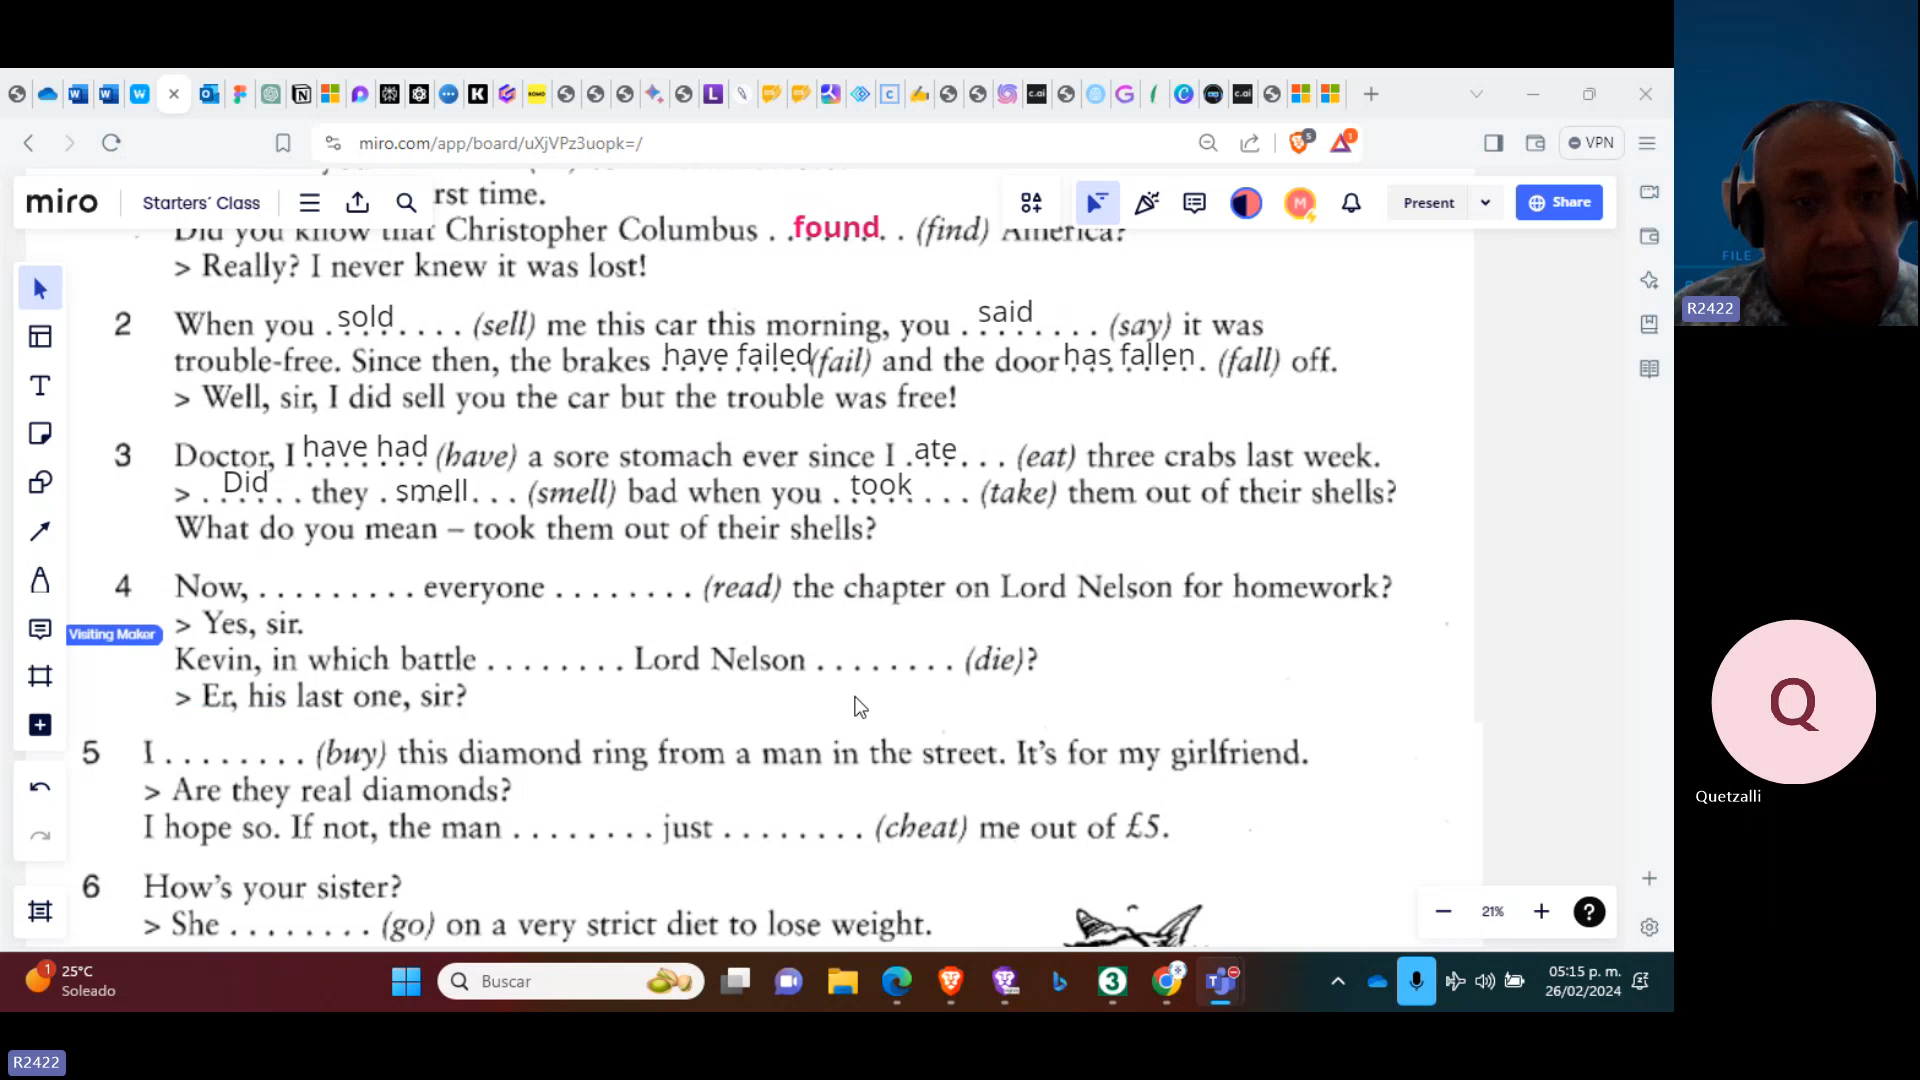 miro.com/app/board/uXjVPz3uopk=/
VPN
miro
Starters' Class
Present
Share
rst time.
Did you know that Christopher Columbus . . found . . (find) America?
> Really? I never knew it was lost!
2 When you . sold . . . . (sell) me this car this morning, you . said . . . . (say) it was
trouble-free. Since then, the brakes have failed (fail) and the door has fallen . (fall) off.
> Well, sir, I did sell you the car but the trouble was free!
3 Doctor, I have had (have) a sore stomach ever since I . ate . . . (eat) three crabs last week.
> . Did . . they . smell . . . (smell) bad when you . took . . . (take) them out of their shells?
What do you mean – took them out of their shells?
4 Now, . . . . . . . . . everyone . . . . . . . . (read) the chapter on Lord Nelson for homework?
> Yes, sir.
Visiting Maker
Kevin, in which battle . . . . . . . . Lord Nelson . . . . . . . . (die)?
> Er, his last one, sir?
5 I . . . . . . . . (buy) this diamond ring from a man in the street. It's for my girlfriend.
> Are they real diamonds?
I hope so. If not, the man . . . . . . . . just . . . . . . . . (cheat) me out of £5.
6 How's your sister?
> She . . . . . . . . (go) on a very strict diet to lose weight.
21%
25°C
Soleado
Buscar
05:15 p. m.
26/02/2024
FILE
R2422
Q
Quetzalli
R2422